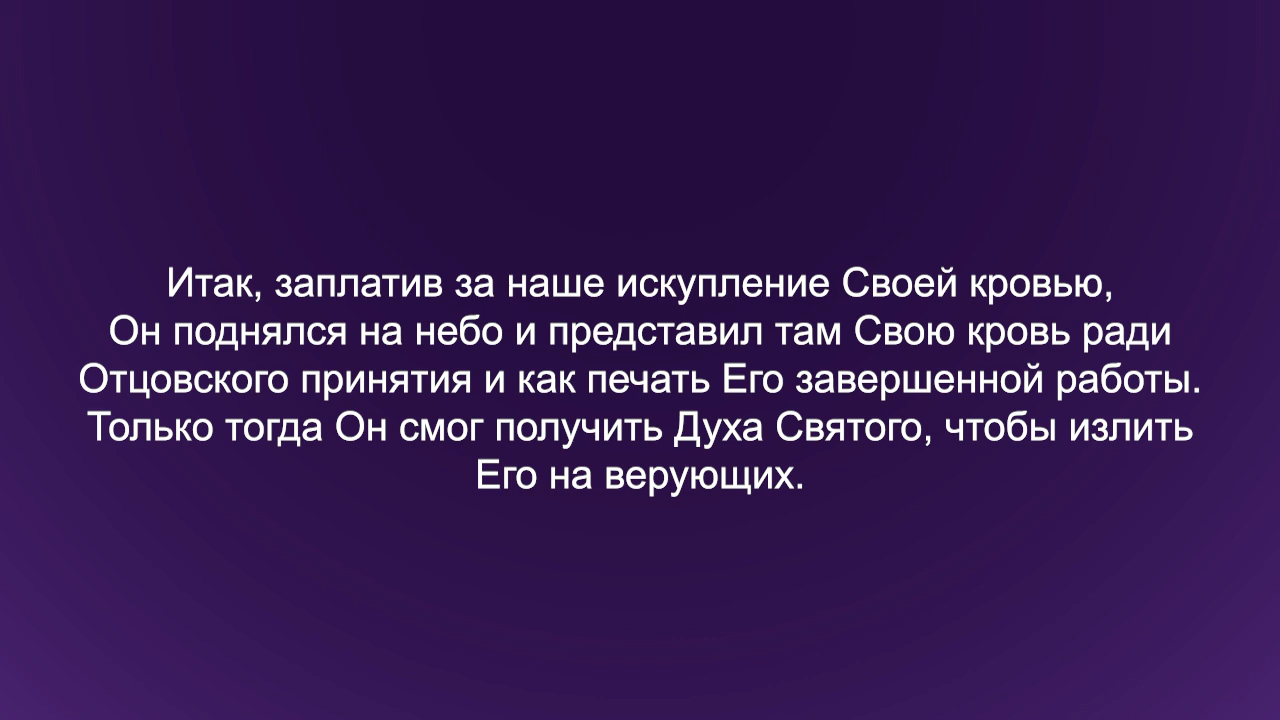 Итак, заплатив за наше искупление Своей кровью,
Он поднялся на небо и представил там Свою кровь ради
Отцовского принятия и как печать Его завершенной работы.
Только тогда Он смог получить Духа Святого, чтобы излить
Его на верующих.